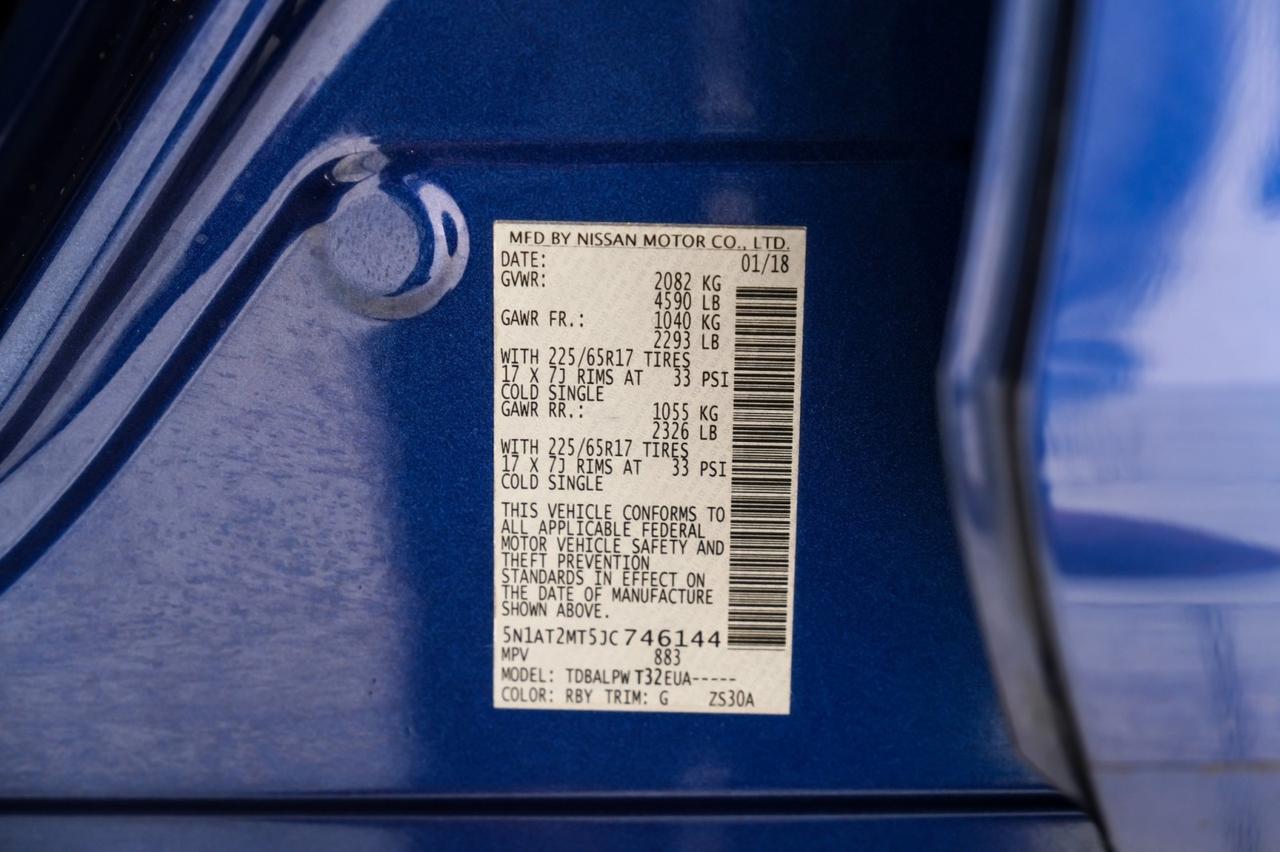 MFD BY NISSAN MOTOR CO., LTD.
DATE: 01/18
GVWR: 2082 KG
4590 LB
GAWR FR.: 1040 KG
2293 LB
WITH 225/65R17 TIRES
17 X 7J RIMS AT 33 PSI
COLD SINGLE
GAWR RR.: 1055 KG
2326 LB
WITH 225/65R17 TIRES
17 X 7J RIMS AT 33 PSI
COLD SINGLE
THIS VEHICLE CONFORMS TO
ALL APPLICABLE FEDERAL
MOTOR VEHICLE SAFETY AND
THEFT PREVENTION
STANDARDS IN EFFECT ON
THE DATE OF MANUFACTURE
SHOWN ABOVE.
5N1AT2MT5JC746144
MPV 883
MODEL: TDBALPW T32EUA-----
COLOR: RBY TRIM: G ZS30A